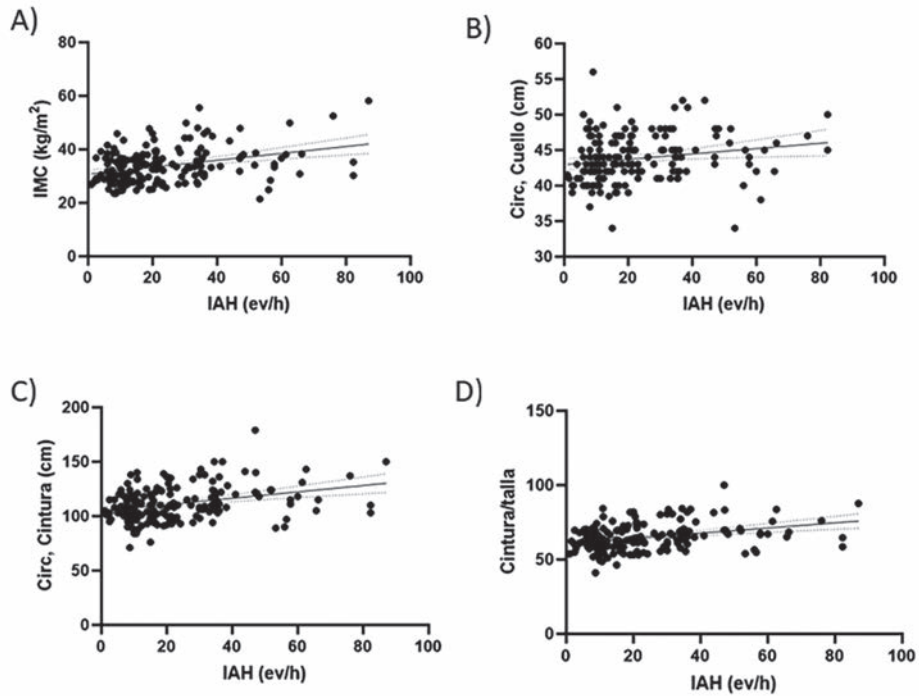 A)
80
60
40
20
0
IMC (kg/m²)
0 20 40 60 80 100
IAH (ev/h)
B)
60
55
50
45
40
35
30
Circ, Cuello (cm)
0 20 40 60 80 100
IAH (ev/h)
C)
200
150
100
50
0
Circ, Cintura (cm)
0 20 40 60 80 100
IAH (ev/h)
D)
150
100
50
0
Cintura/talla
0 20 40 60 80 100
IAH (ev/h)